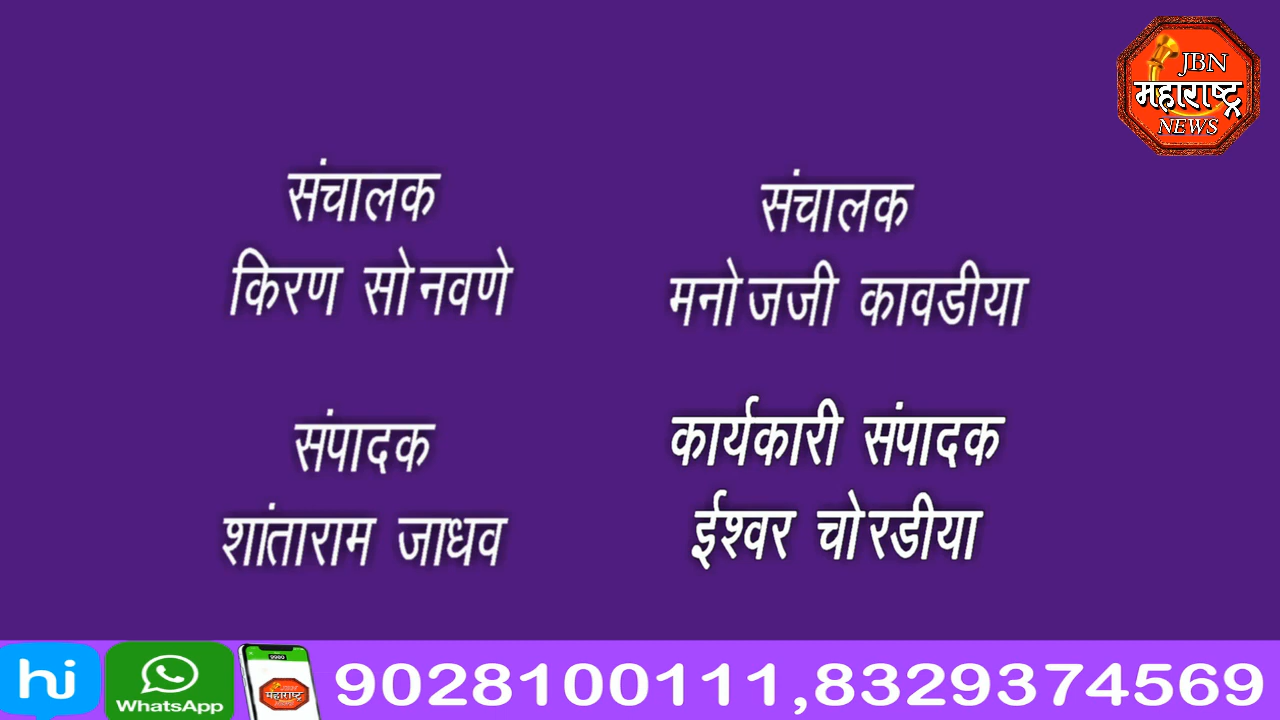 JBN
महाराष्ट्र
NEWS
संचालक
किरण सोनवणे
संचालक
मनोजजी कावडीया
संपादक
शांताराम जाधव
कार्यकारी संपादक
ईश्वर चोरडीया
hi
WhatsApp
महाराष्ट्र
9028100111,8329374569